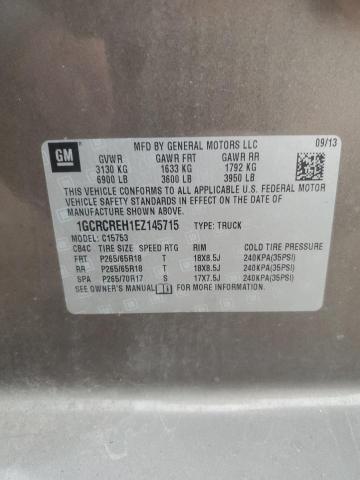 GM
MFD BY GENERAL MOTORS LLC 09/13
GVWR GAWR FRT GAWR RR
3130 KG 1633 KG 1792 KG
6900 LB 3600 LB 3950 LB
THIS VEHICLE CONFORMS TO ALL APPLICABLE U.S. FEDERAL MOTOR
VEHICLE SAFETY STANDARDS IN EFFECT ON THE DATE OF
MANUFACTURE SHOWN ABOVE.
1GCRCREH1EZ145715 TYPE: TRUCK
MODEL: C15753
CB4C TIRE SIZE SPEED RTG RIM COLD TIRE PRESSURE
FRT P265/65R18 T 18X8.5J 240KPA(35PSI)
RR P265/65R18 T 18X8.5J 240KPA(35PSI)
SPA P265/70R17 S 17X7.5J 240KPA(35PSI)
SEE OWNER'S MANUAL FOR MORE INFORMATION.